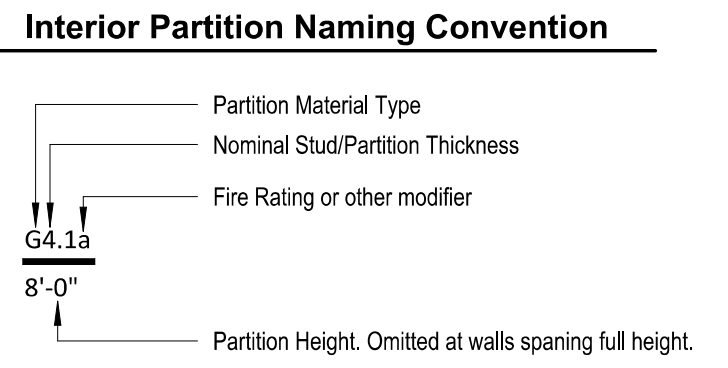 Interior Partition Naming Convention
Partition Material Type
Nominal Stud/Partition Thickness
Fire Rating or other modifier
G4.1a
8'-0"
Partition Height. Omitted at walls spaning full height.